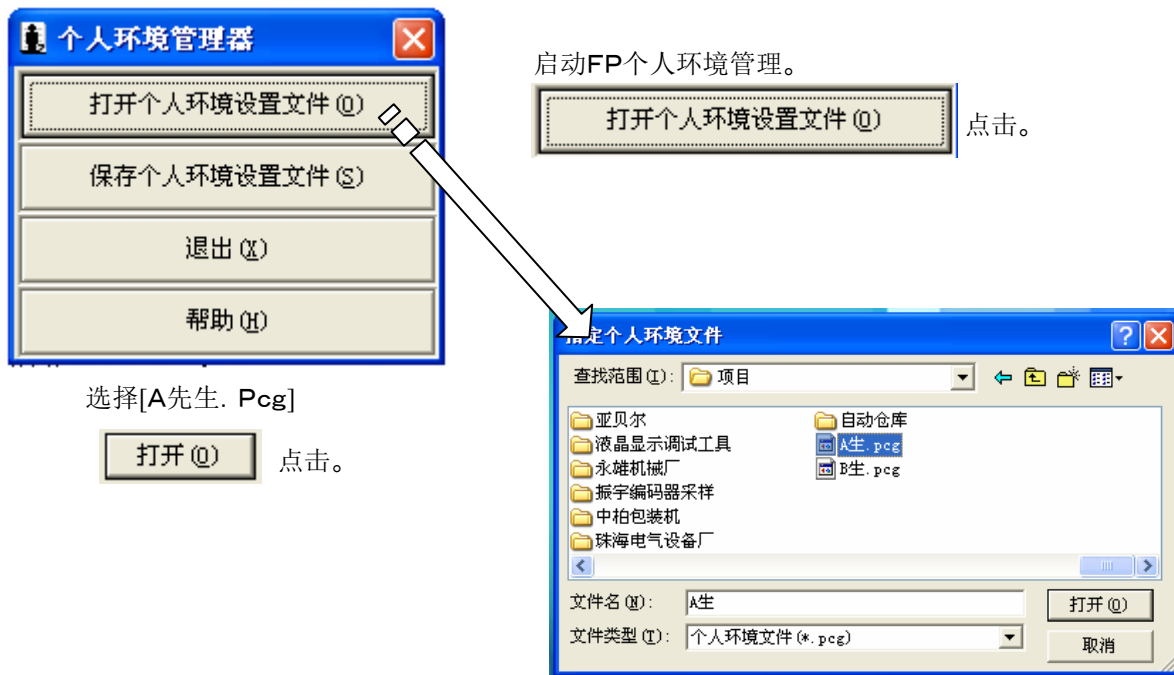 个人环境管理器
打开个人环境设置文件(O)
保存个人环境设置文件(S)
退出(X)
帮助(H)
启动FP个人环境管理。
打开个人环境设置文件(O) 点击。
选择[A先生. Pcg]
打开(O) 点击。
定个人环境文件
查找范围(I): 项目
亚贝尔
液晶显示调试工具
永雄机械厂
振宇编码器采样
中柏包装机
珠海电气设备厂
自动仓库
A生.pcg
B生.pcg
文件名(N): A生
打开(O)
文件类型(T): 个人环境文件(*.pcg)
取消